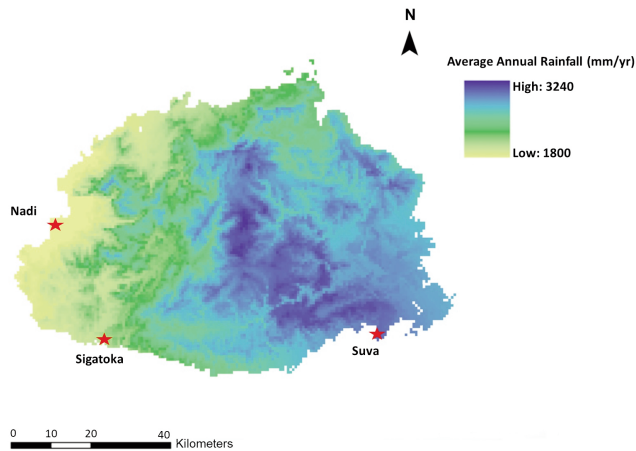 N
Average Annual Rainfall (mm/yr)
High: 3240
Low: 1800
Nadi
Sigatoka
Suva
0 10 20 40
Kilometers